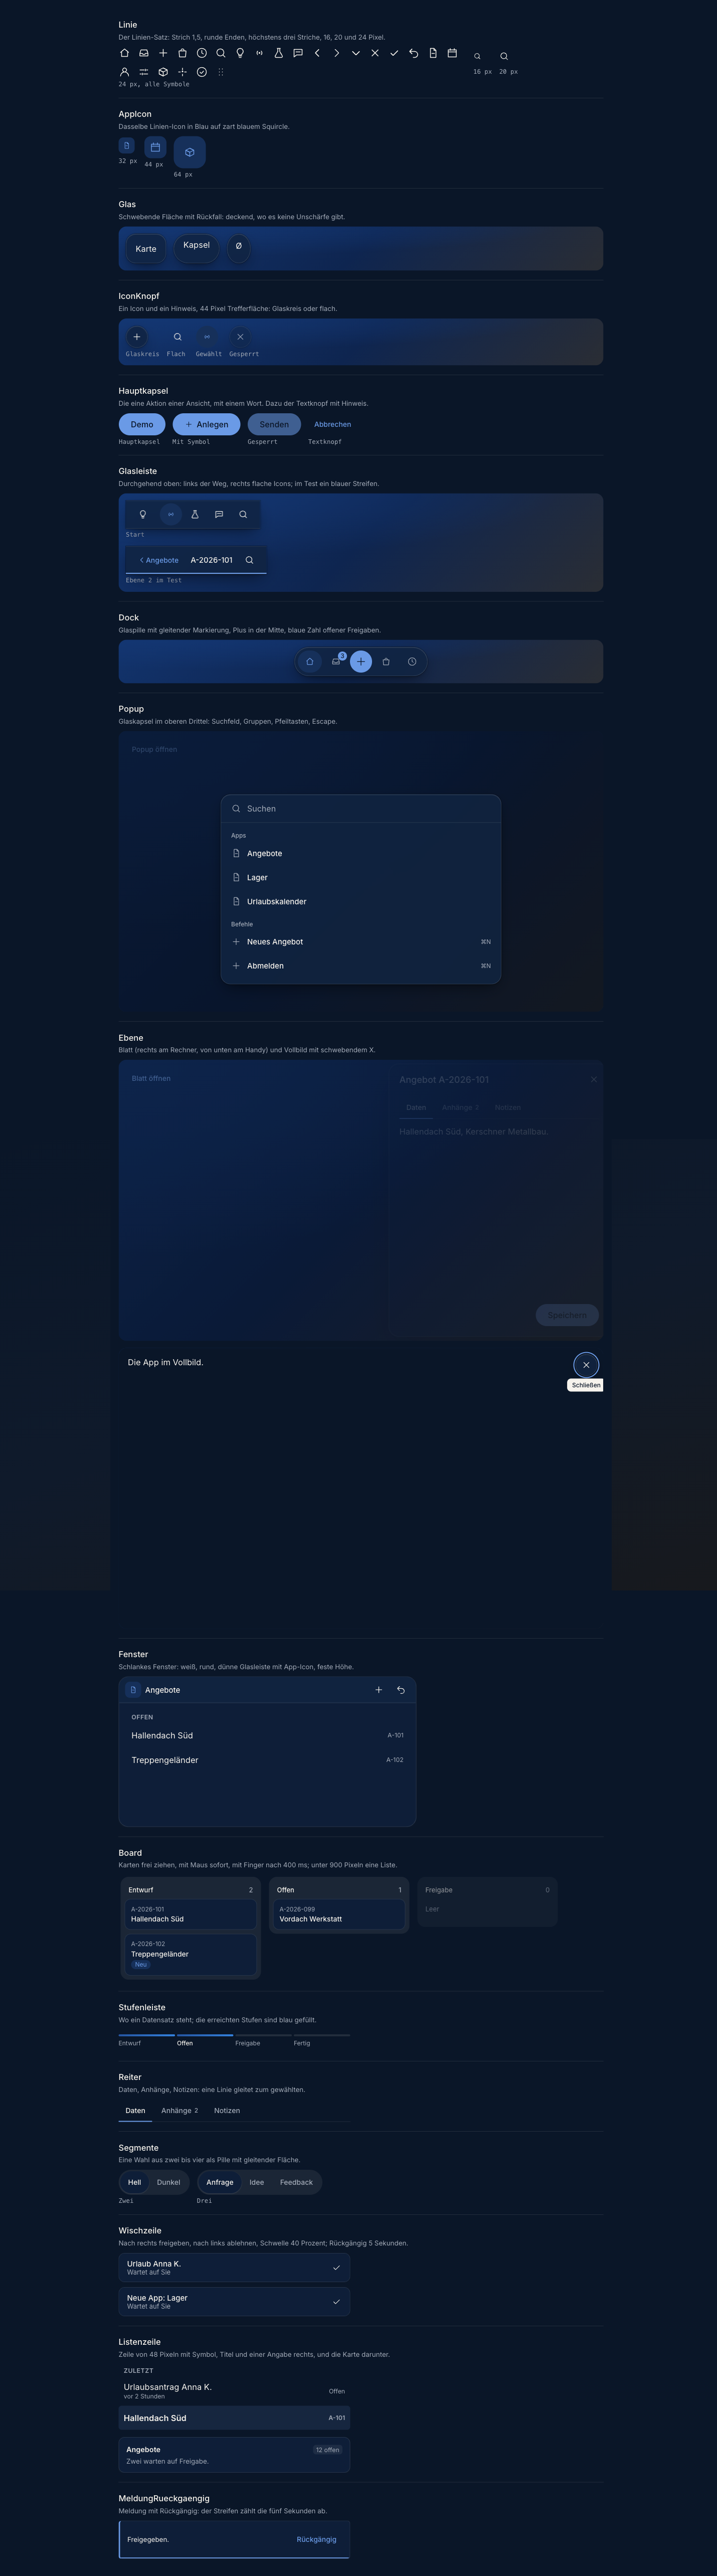 Linie
Der Linien-Satz: Strich 1,5, runde Enden, höchstens drei Striche, 16, 20 und 24 Pixel.
16 px 20 px
24 px, alle Symbole
AppIcon
Dasselbe Linien-Icon in Blau auf zart blauem Squircle.
32 px 44 px
64 px
Glas
Schwebende Fläche mit Rückfall: deckend, wo es keine Unschärfe gibt.
Karte Kapsel Ø
IconKnopf
Ein Icon und ein Hinweis, 44 Pixel Trefferfläche: Glaskreis oder flach.
Glaskreis Flach Gewählt Gesperrt
Hauptkapsel
Die eine Aktion einer Ansicht, mit einem Wort. Dazu der Textknopf mit Hinweis.
Demo Anlegen Senden Abbrechen
Hauptkapsel Mit Symbol Gesperrt Textknopf
Glasleiste
Durchgehend oben: links der Weg, rechts flache Icons; im Test ein blauer Streifen.
Start
Angebote A-2026-101
Ebene 2 im Test
Dock
Glaspille mit gleitender Markierung, Plus in der Mitte, blaue Zahl offener Freigaben.
3
Popup
Glaskapsel im oberen Drittel: Suchfeld, Gruppen, Pfeiltasten, Escape.
Popup öffnen
Suchen
Apps
Angebote
Lager
Urlaubskalender
Befehle
Neues Angebot ⌘N
Abmelden ⌘N
Ebene
Blatt (rechts am Rechner, von unten am Handy) und Vollbild mit schwebendem X.
Blatt öffnen
Angebot A-2026-101
Daten Anhänge 2 Notizen
Hallendach Süd, Kerschner Metallbau.
Speichern
Die App im Vollbild.
Schließen
Fenster
Schlankes Fenster: weiß, rund, dünne Glasleiste mit App-Icon, feste Höhe.
Angebote
OFFEN
Hallendach Süd A-101
Treppengeländer A-102
Board
Karten frei ziehen, mit Maus sofort, mit Finger nach 400 ms; unter 900 Pixeln eine Liste.
Entwurf 2 Offen 1 Freigabe 0
A-2026-101 A-2026-099
Hallendach Süd Vordach Werkstatt Leer
A-2026-102
Treppengeländer
Neu
Stufenleiste
Wo ein Datensatz steht; die erreichten Stufen sind blau gefüllt.
Entwurf Offen Freigabe Fertig
Reiter
Daten, Anhänge, Notizen: eine Linie gleitet zum gewählten.
Daten Anhänge 2 Notizen
Segmente
Eine Wahl aus zwei bis vier als Pille mit gleitender Fläche.
Hell Dunkel Anfrage Idee Feedback
Zwei Drei
Wischzeile
Nach rechts freigeben, nach links ablehnen, Schwelle 40 Prozent; Rückgängig 5 Sekunden.
Urlaub Anna K.
Wartet auf Sie
Neue App: Lager
Wartet auf Sie
Listenzeile
Zeile von 48 Pixeln mit Symbol, Titel und einer Angabe rechts, und die Karte darunter.
ZULETZT
Urlaubsantrag Anna K. Offen
vor 2 Stunden
Hallendach Süd A-101
Angebote 12 offen
Zwei warten auf Freigabe.
MeldungRueckgaengig
Meldung mit Rückgängig: der Streifen zählt die fünf Sekunden ab.
Freigegeben. Rückgängig